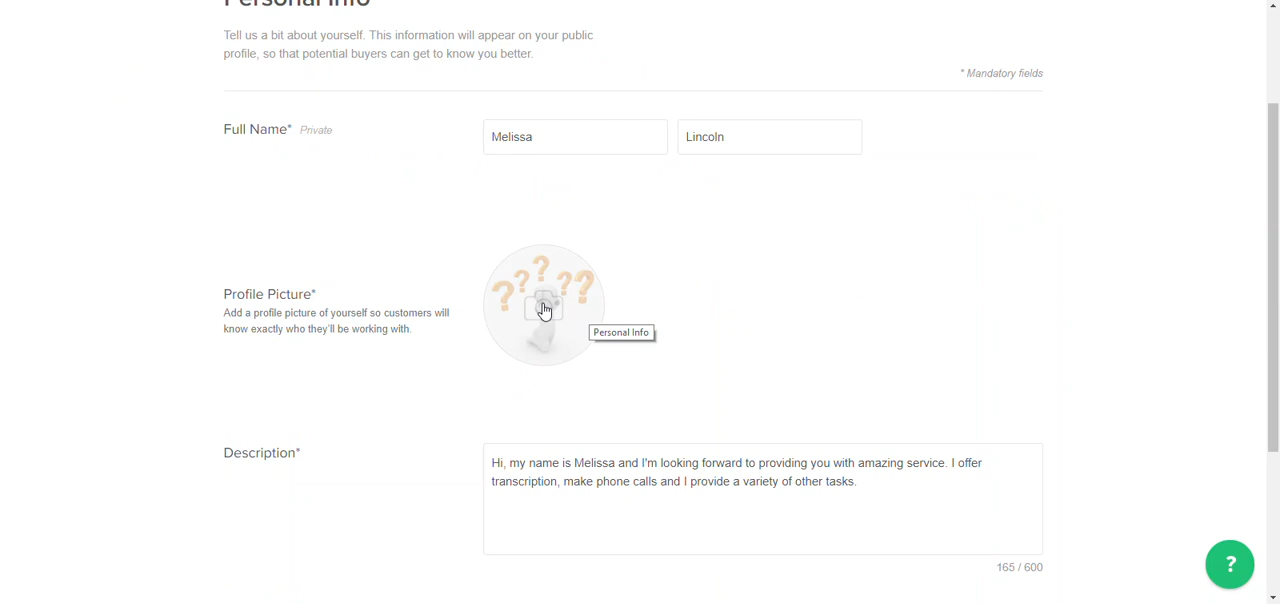 Personal Info
Tell us a bit about yourself. This information will appear on your public
profile, so that potential buyers can get to know you better.
* Mandatory fields
Full Name* Private
Melissa
Lincoln
Profile Picture*
Add a profile picture of yourself so customers will
know exactly who they'll be working with.
? ? ? ? ?
Personal Info
Description*
Hi, my name is Melissa and I'm looking forward to providing you with amazing service. I offer
transcription, make phone calls and I provide a variety of other tasks.
165 / 600
?